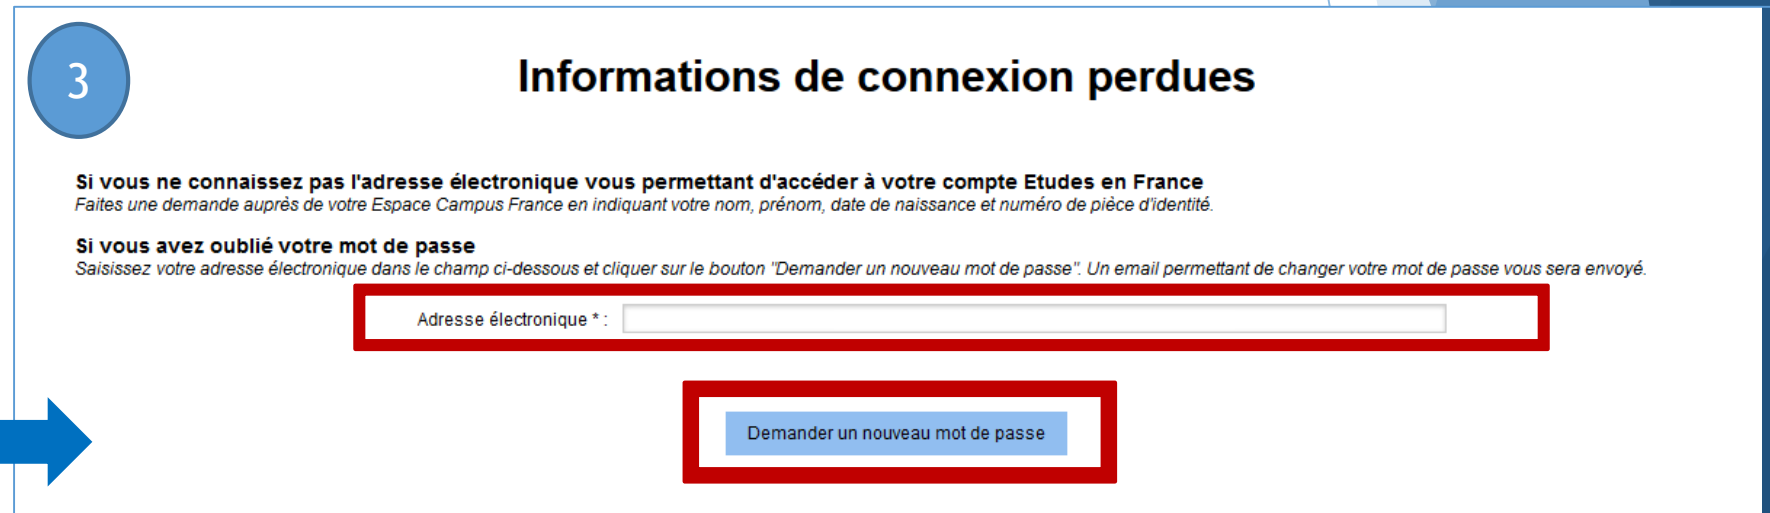 3
Informations de connexion perdues
Si vous ne connaissez pas l'adresse électronique vous permettant d'accéder à votre compte Etudes en France
Faites une demande auprès de votre Espace Campus France en indiquant votre nom, prénom, date de naissance et numéro de pièce d'identité.
Si vous avez oublié votre mot de passe
Saisissez votre adresse électronique dans le champ ci-dessous et cliquer sur le bouton "Demander un nouveau mot de passe". Un email permettant de changer votre mot de passe vous sera envoyé.
Adresse électronique * :
Demander un nouveau mot de passe